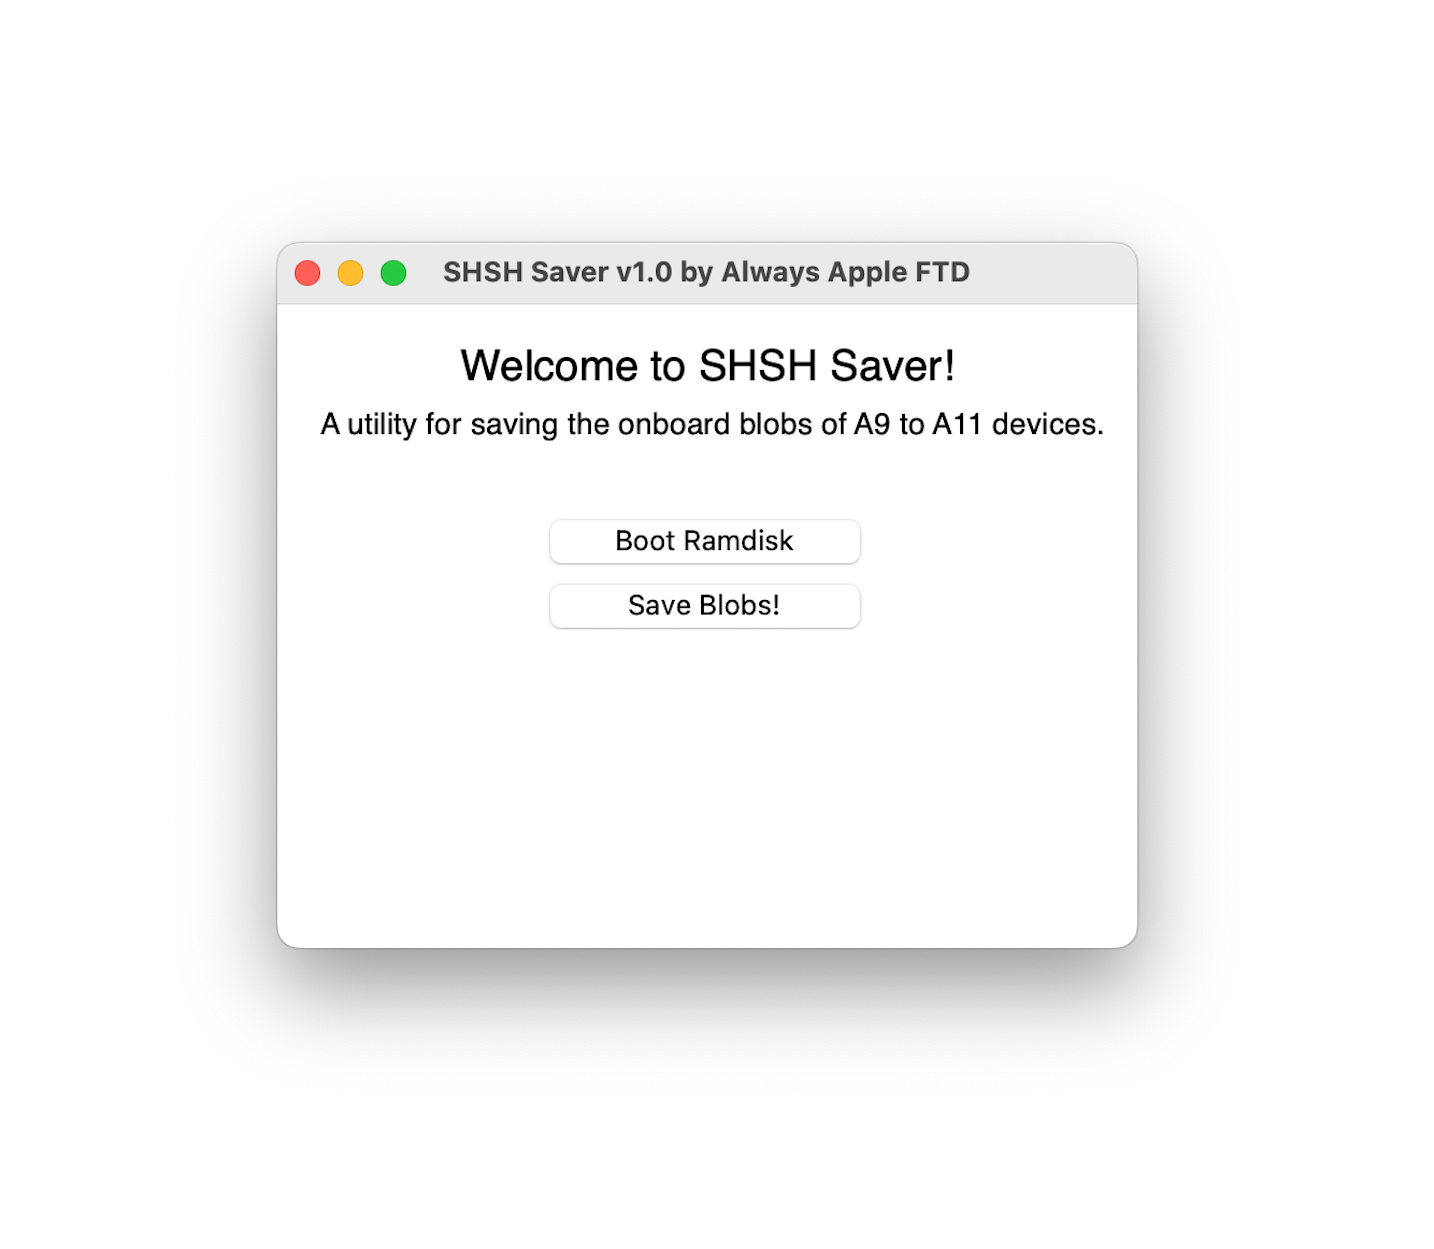 SHSH Saver v1.0 by Always Apple FTD
Welcome to SHSH Saver!
A utility for saving the onboard blobs of A9 to A11 devices.
Boot Ramdisk
Save Blobs!